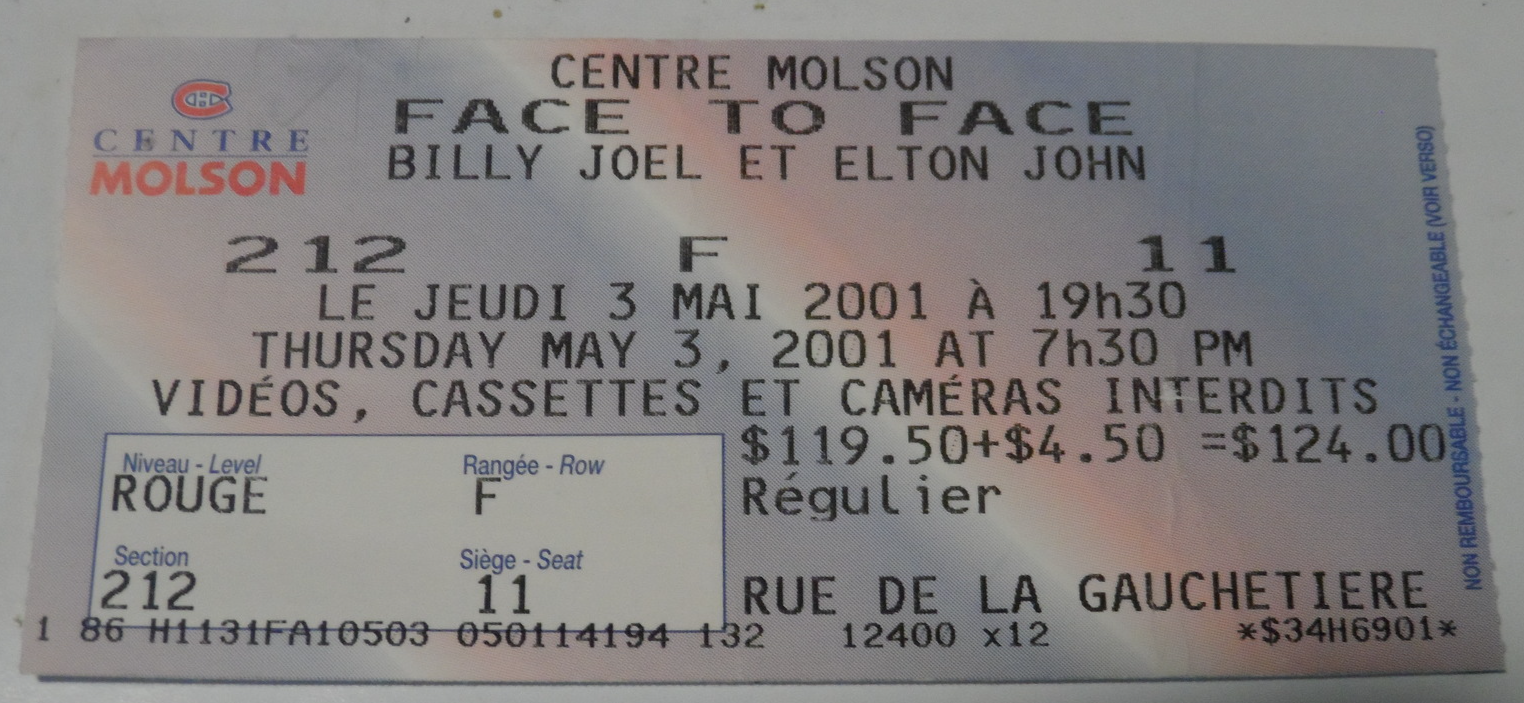 CENTRE MOLSON
FACE TO FACE
BILLY JOEL ET ELTON JOHN
CENTRE
MOLSON
212 F 11
LE JEUDI 3 MAI 2001 À 19h30
THURSDAY MAY 3, 2001 AT 7h30 PM
VIDÉOS, CASSETTES ET CAMÉRAS INTERDITS
$119.50+$4.50 =$124.00
Régulier
Niveau - Level Rangée - Row
ROUGE F
Section Siège - Seat
212 11
RUE DE LA GAUCHETIERE
1 86 H1131FA10503 050114194 132 12400 x12 *$34H6901*
NON REMBOURSABLE - NON ÉCHANGEABLE (VOIR VERSO)